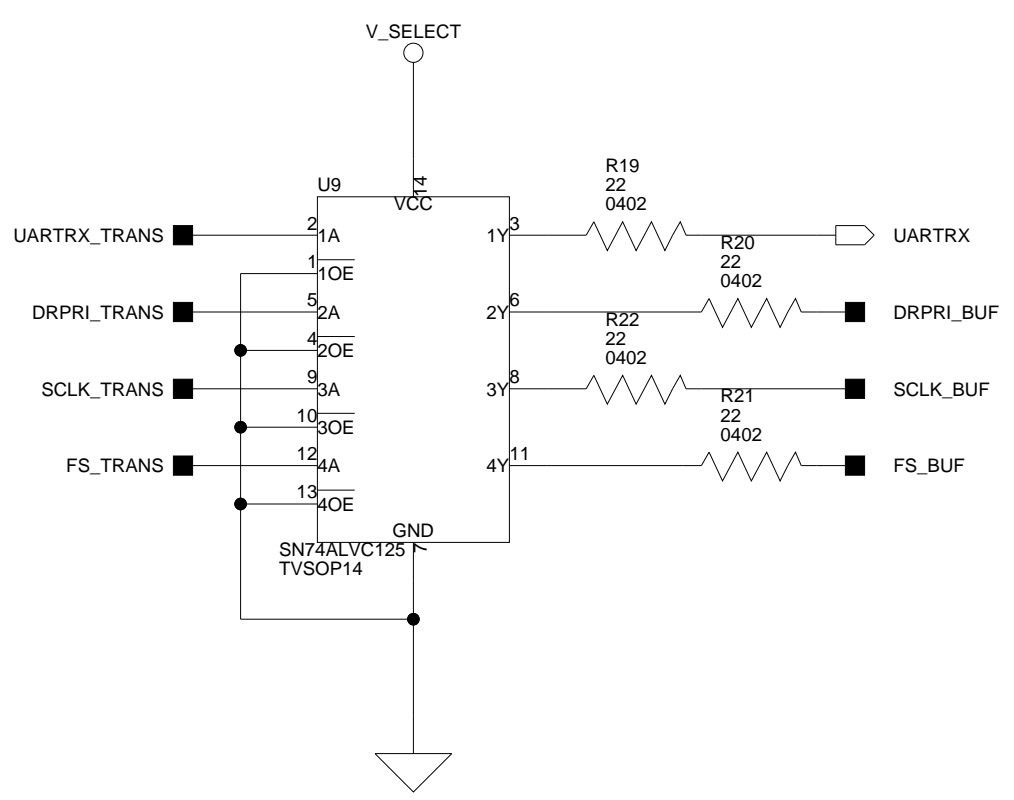 V_SELECT
R19
22
0402
U9
14
VCC
UARTRX_TRANS
2
1A
1Y
3
UARTRX
1
1OE
R20
22
0402
DRPRI_TRANS
5
2A
2Y
6
DRPRI_BUF
4
2OE
R22
22
0402
SCLK_TRANS
9
3A
3Y
8
SCLK_BUF
10
3OE
R21
22
0402
FS_TRANS
12
4A
4Y
11
FS_BUF
13
4OE
GND
7
SN74ALVC125
TVSOP14